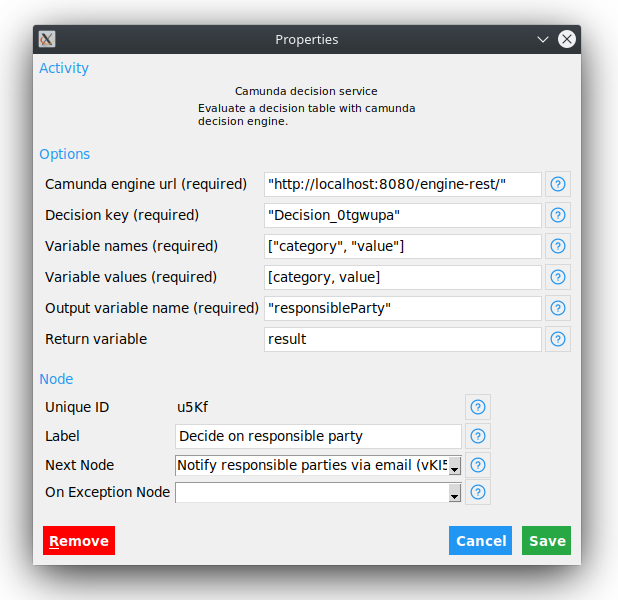 Properties
Activity
Camunda decision service
Evaluate a decision table with camunda
decision engine.
Options
Camunda engine url (required) "http://localhost:8080/engine-rest/" ?
Decision key (required) "Decision_0tgwupa" ?
Variable names (required) ["category", "value"] ?
Variable values (required) [category, value] ?
Output variable name (required) "responsibleParty" ?
Return variable result ?
Node
Unique ID u5Kf ?
Label Decide on responsible party ?
Next Node Notify responsible parties via email (vKI5 ?
On Exception Node ?
Remove Cancel Save